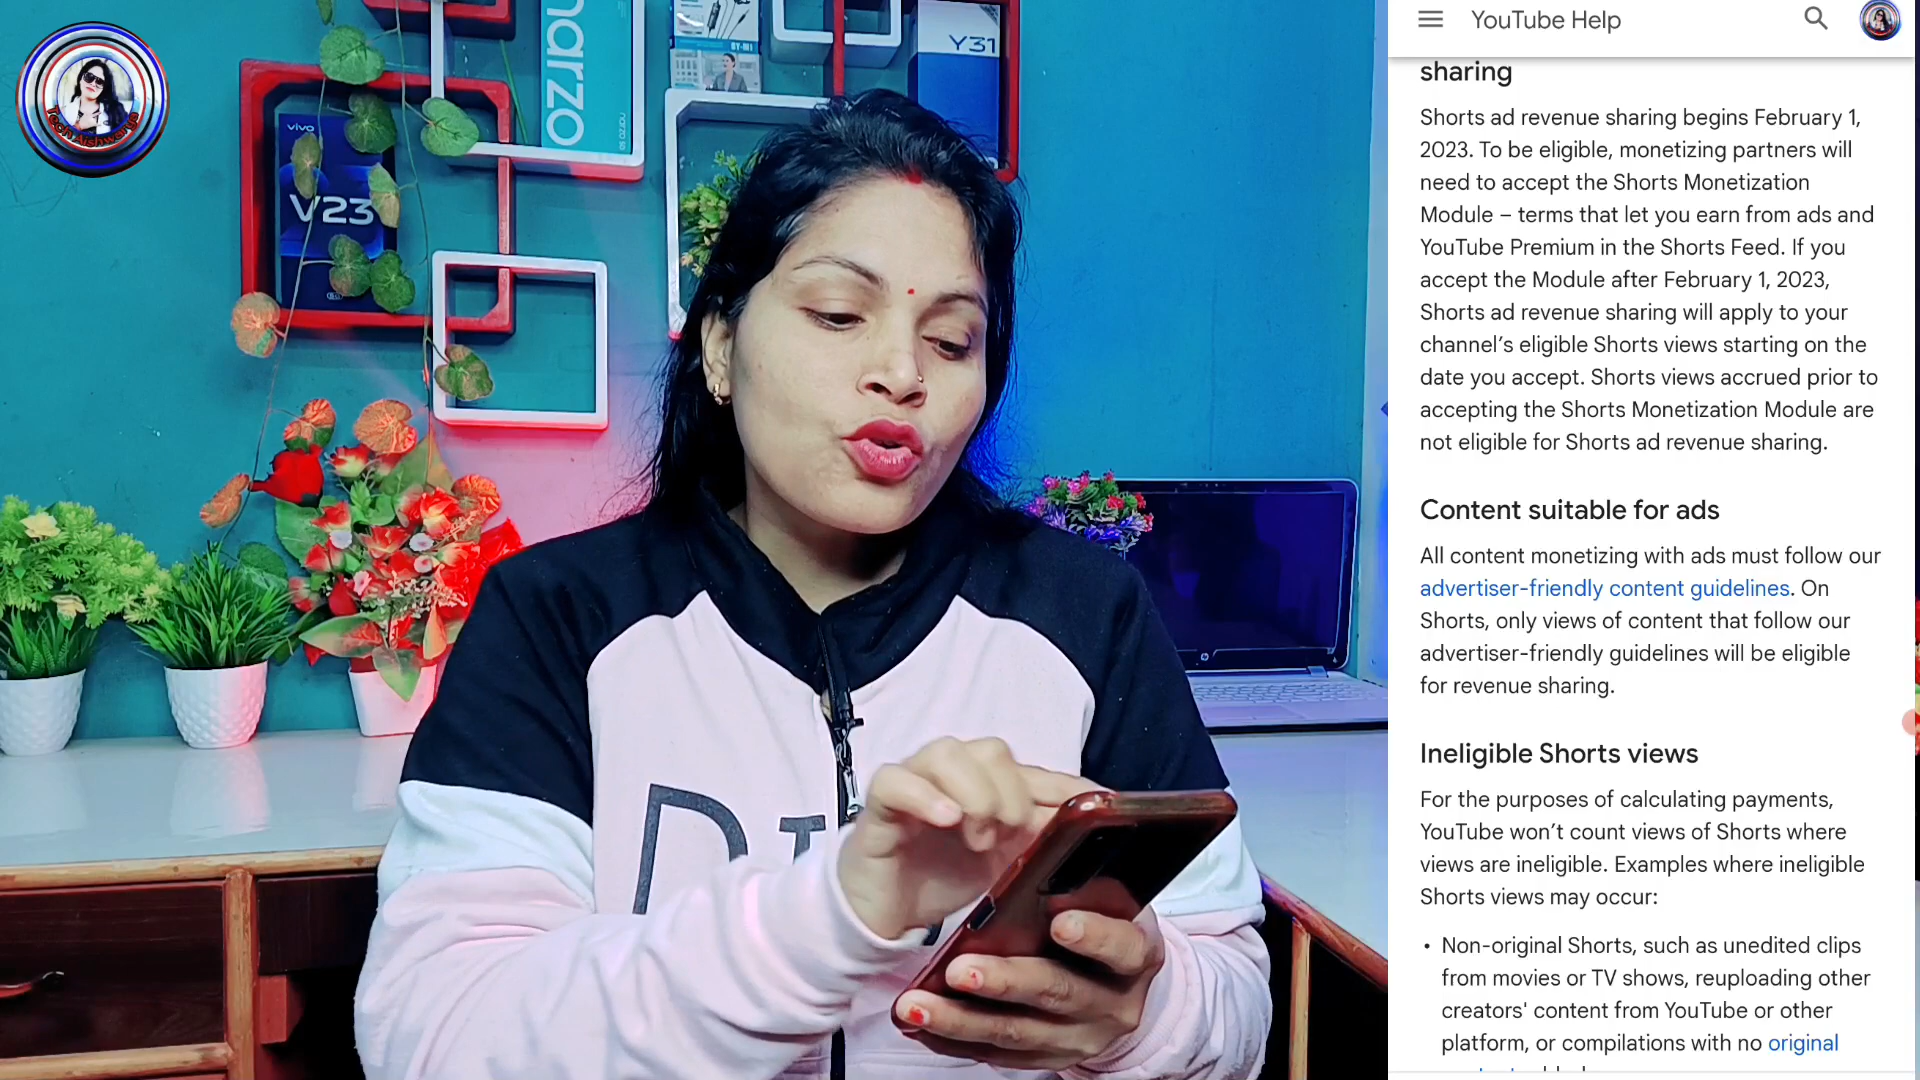 Tech Aishwarya
narzo
narzo 50
BY-M1
Y31
vivo
V23
5G
hp
YouTube Help
sharing
Shorts ad revenue sharing begins February 1,
2023. To be eligible, monetizing partners will
need to accept the Shorts Monetization
Module – terms that let you earn from ads and
YouTube Premium in the Shorts Feed. If you
accept the Module after February 1, 2023,
Shorts ad revenue sharing will apply to your
channel’s eligible Shorts views starting on the
date you accept. Shorts views accrued prior to
accepting the Shorts Monetization Module are
not eligible for Shorts ad revenue sharing.
Content suitable for ads
All content monetizing with ads must follow our
advertiser-friendly content guidelines. On
Shorts, only views of content that follow our
advertiser-friendly guidelines will be eligible
for revenue sharing.
Ineligible Shorts views
For the purposes of calculating payments,
YouTube won’t count views of Shorts where
views are ineligible. Examples where ineligible
Shorts views may occur:
• Non-original Shorts, such as unedited clips
from movies or TV shows, reuploading other
creators' content from YouTube or other
platform, or compilations with no original